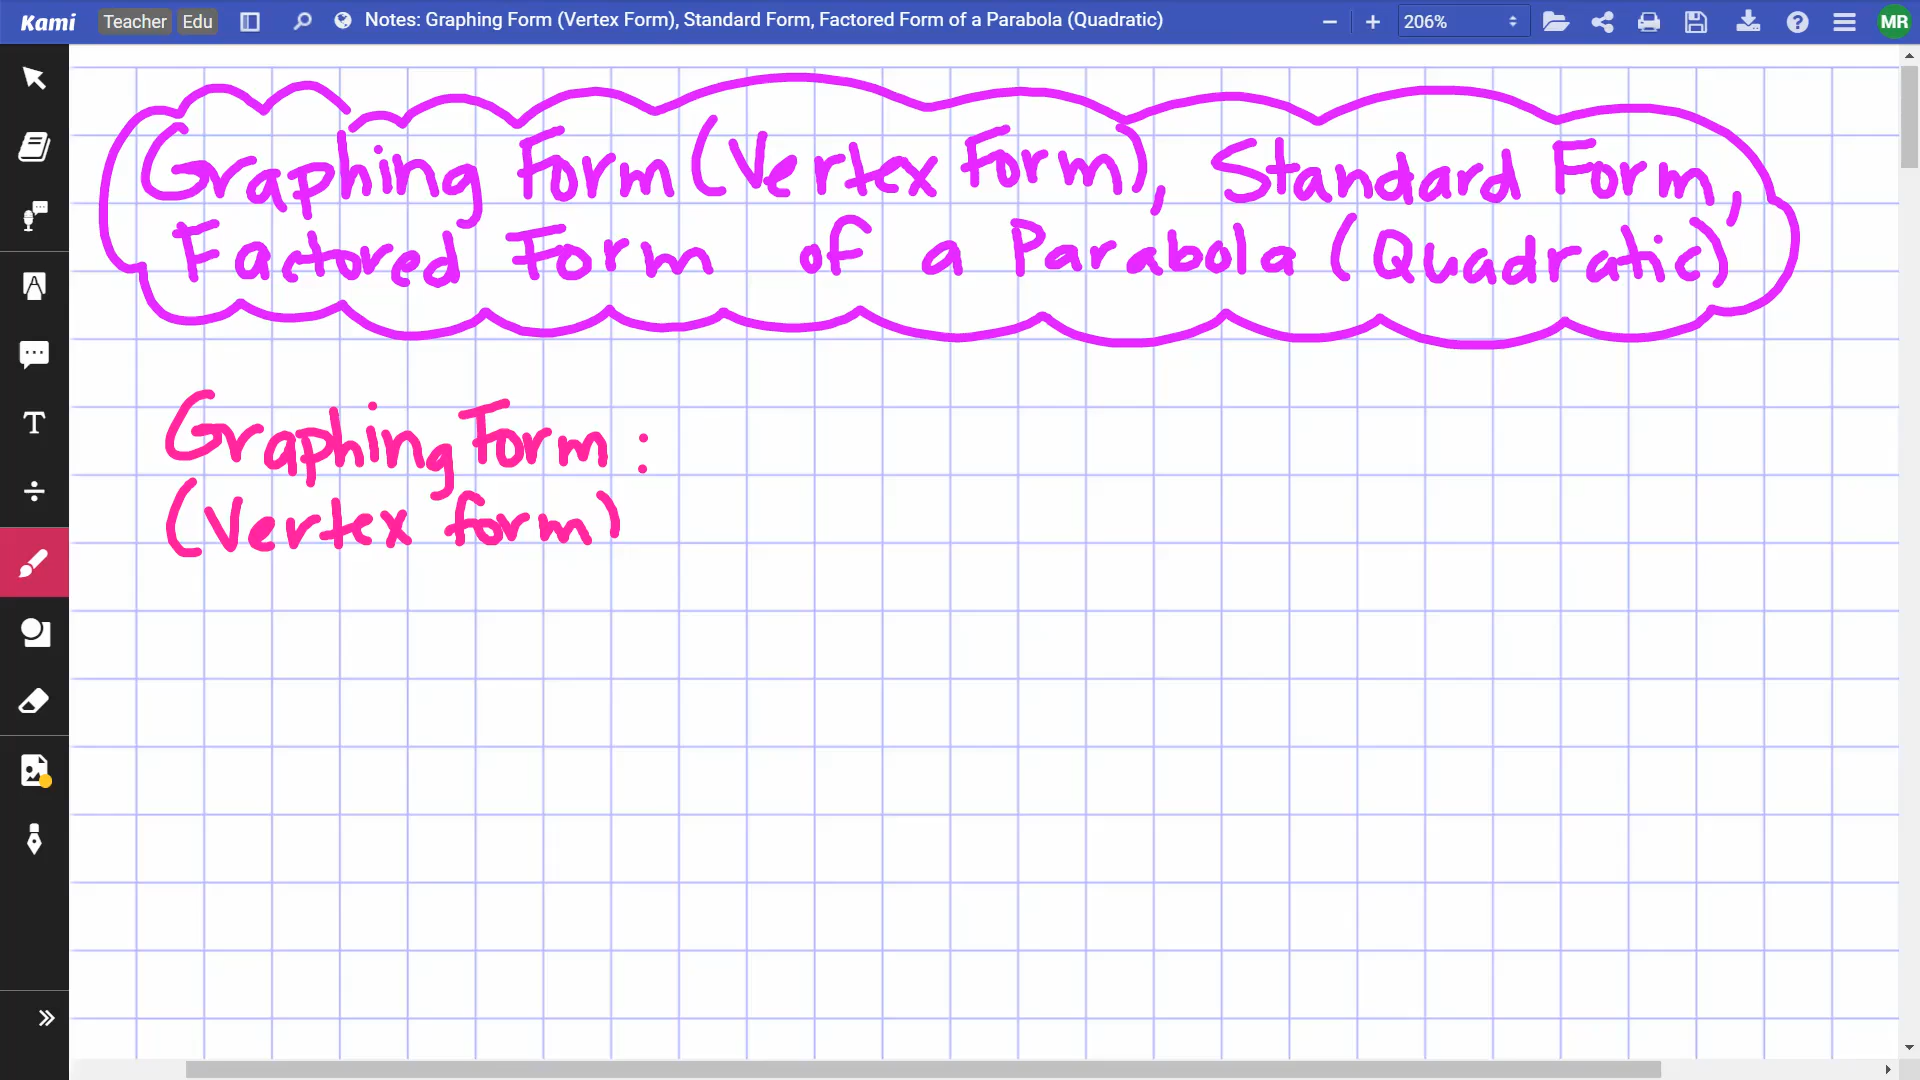 Kami Teacher Edu Notes: Graphing Form (Vertex Form), Standard Form, Factored Form of a Parabola (Quadratic) 206% MR
Graphing Form (Vertex Form), Standard Form,
Factored Form of a Parabola (Quadratic)
Graphing Form :
(Vertex form)